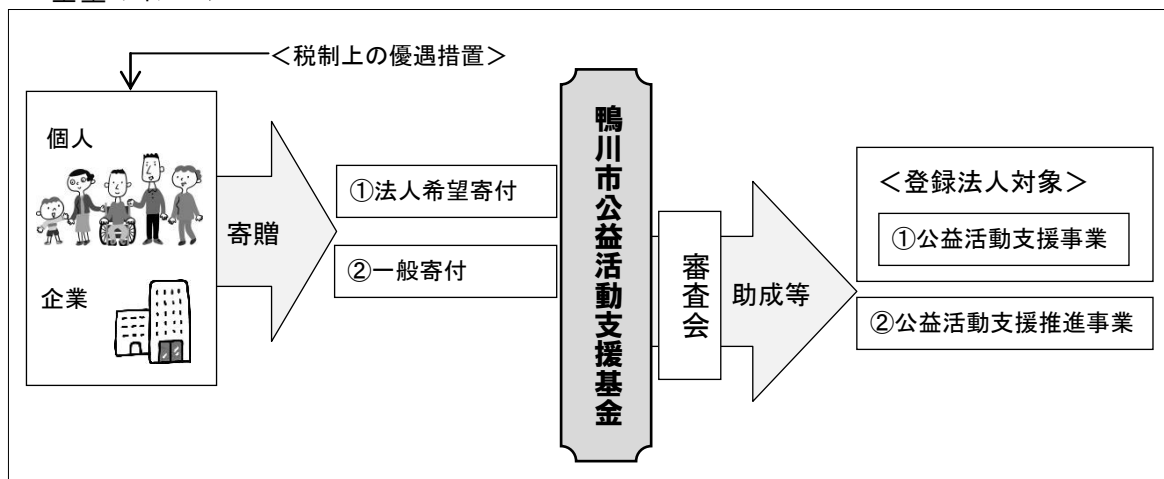 <税制上の優遇措置>
個人
企業
寄贈
①法人希望寄付
②一般寄付
鴨川市公益活動支援基金
審査会
助成等
<登録法人対象>
①公益活動支援事業
②公益活動支援推進事業